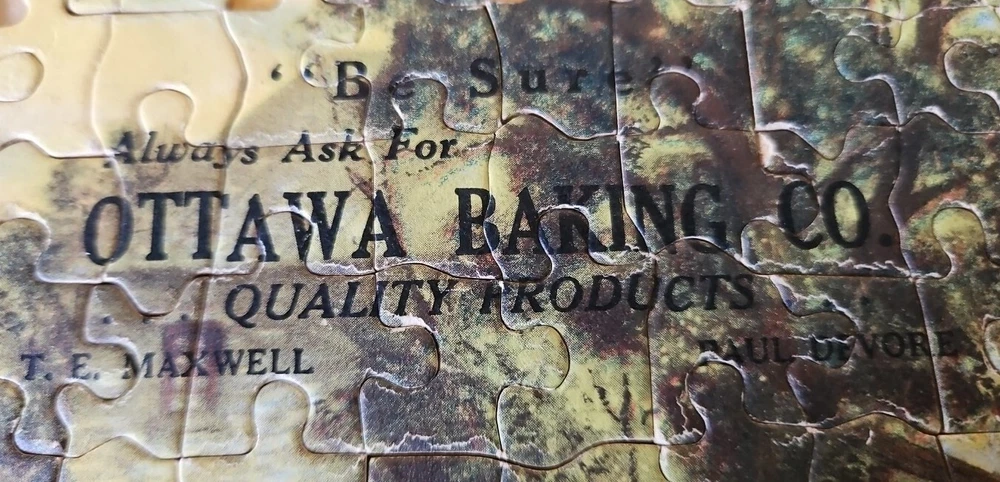 "Be Sure"
Always Ask For
OTTAWA BAKING CO.
. . . QUALITY PRODUCTS . . .
T. E. MAXWELL PAUL DEVORE